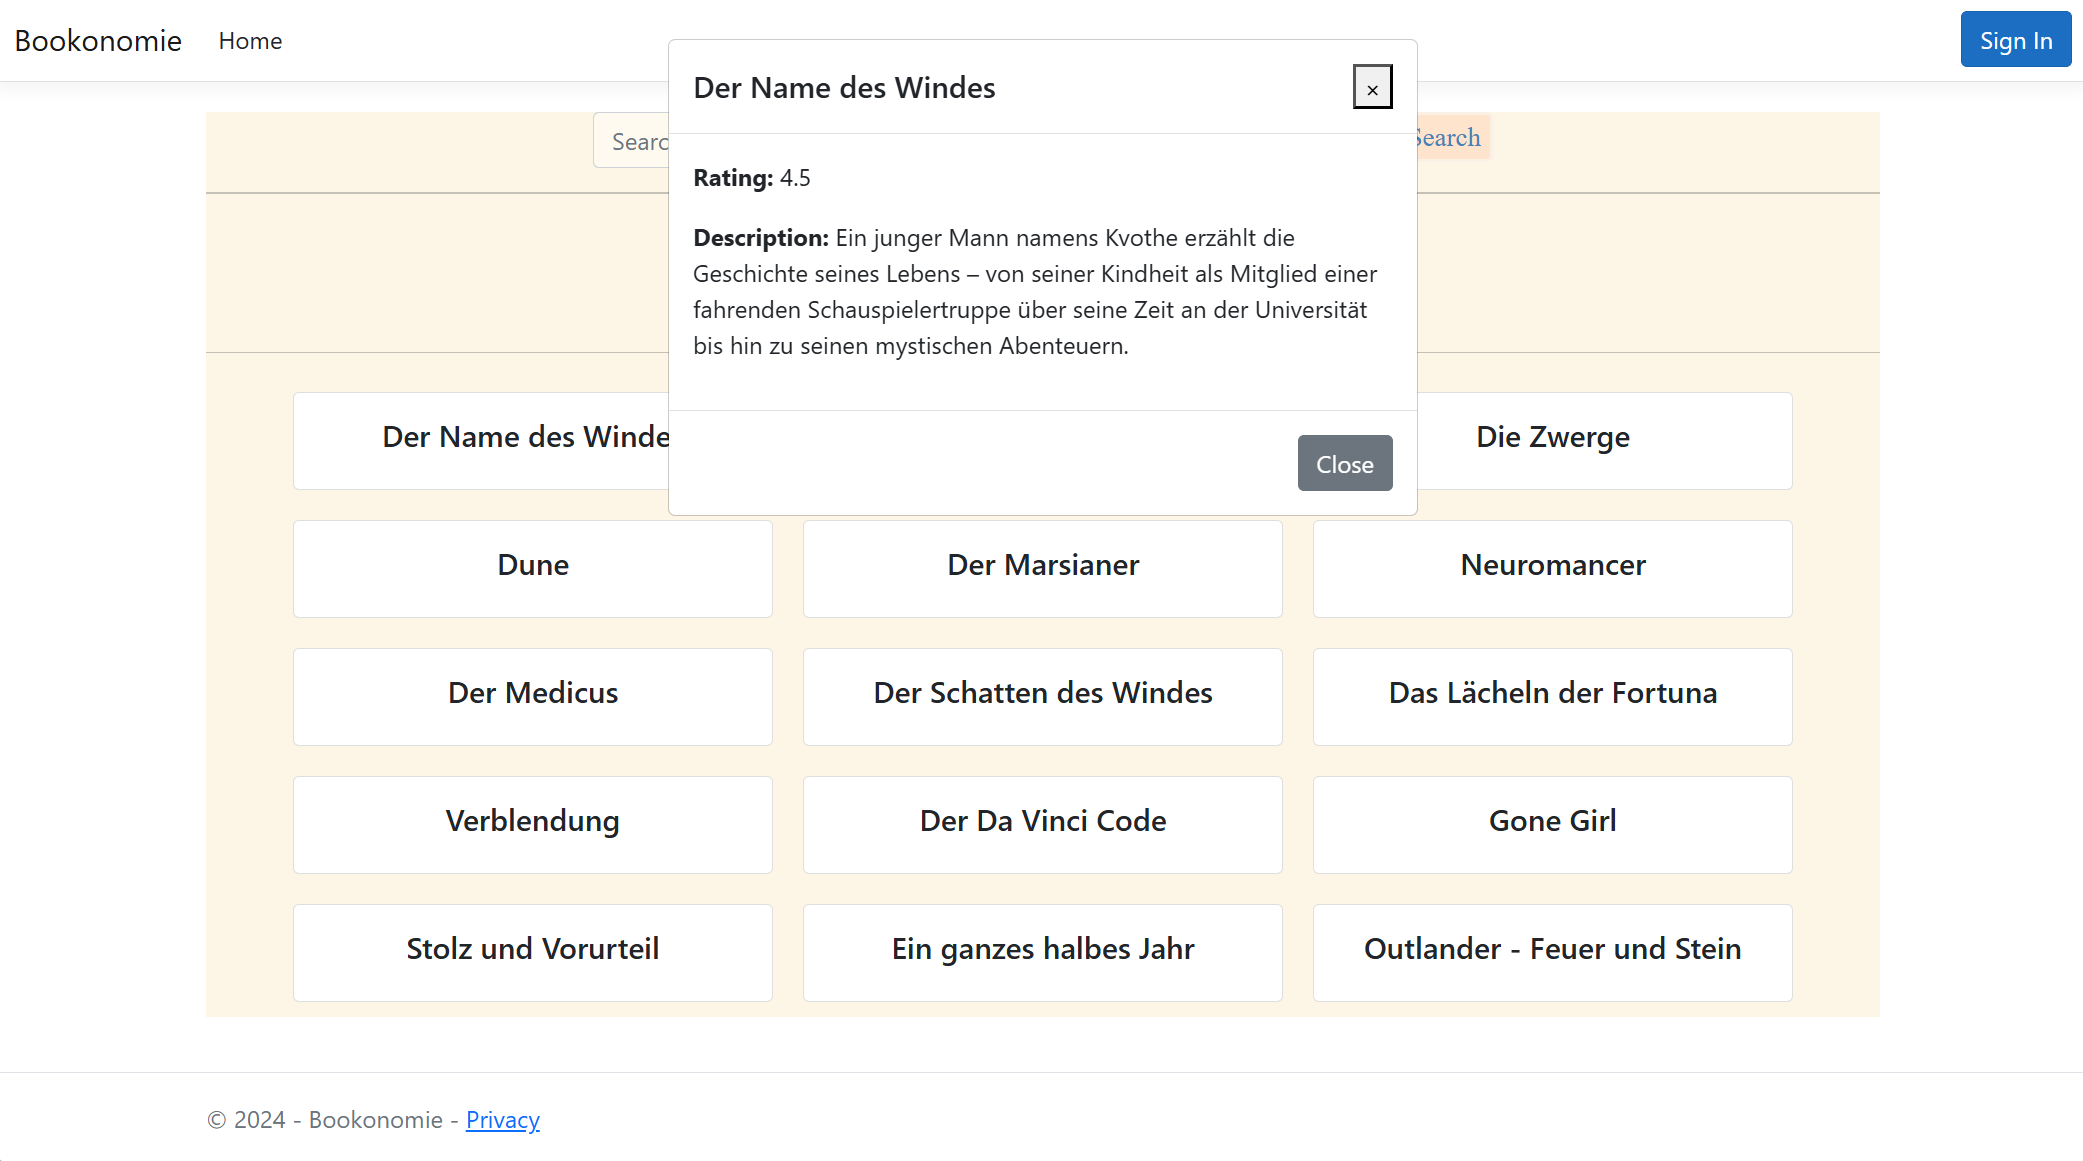 Bookonomie Home Sign In
Der Name des Windes ×
Searc
Search
Rating: 4.5
Description: Ein junger Mann namens Kvothe erzählt die
Geschichte seines Lebens – von seiner Kindheit als Mitglied einer
fahrenden Schauspielertruppe über seine Zeit an der Universität
bis hin zu seinen mystischen Abenteuern.
Close
Der Name des Winde Die Zwerge
Dune Der Marsianer Neuromancer
Der Medicus Der Schatten des Windes Das Lächeln der Fortuna
Verblendung Der Da Vinci Code Gone Girl
Stolz und Vorurteil Ein ganzes halbes Jahr Outlander - Feuer und Stein
© 2024 - Bookonomie - Privacy